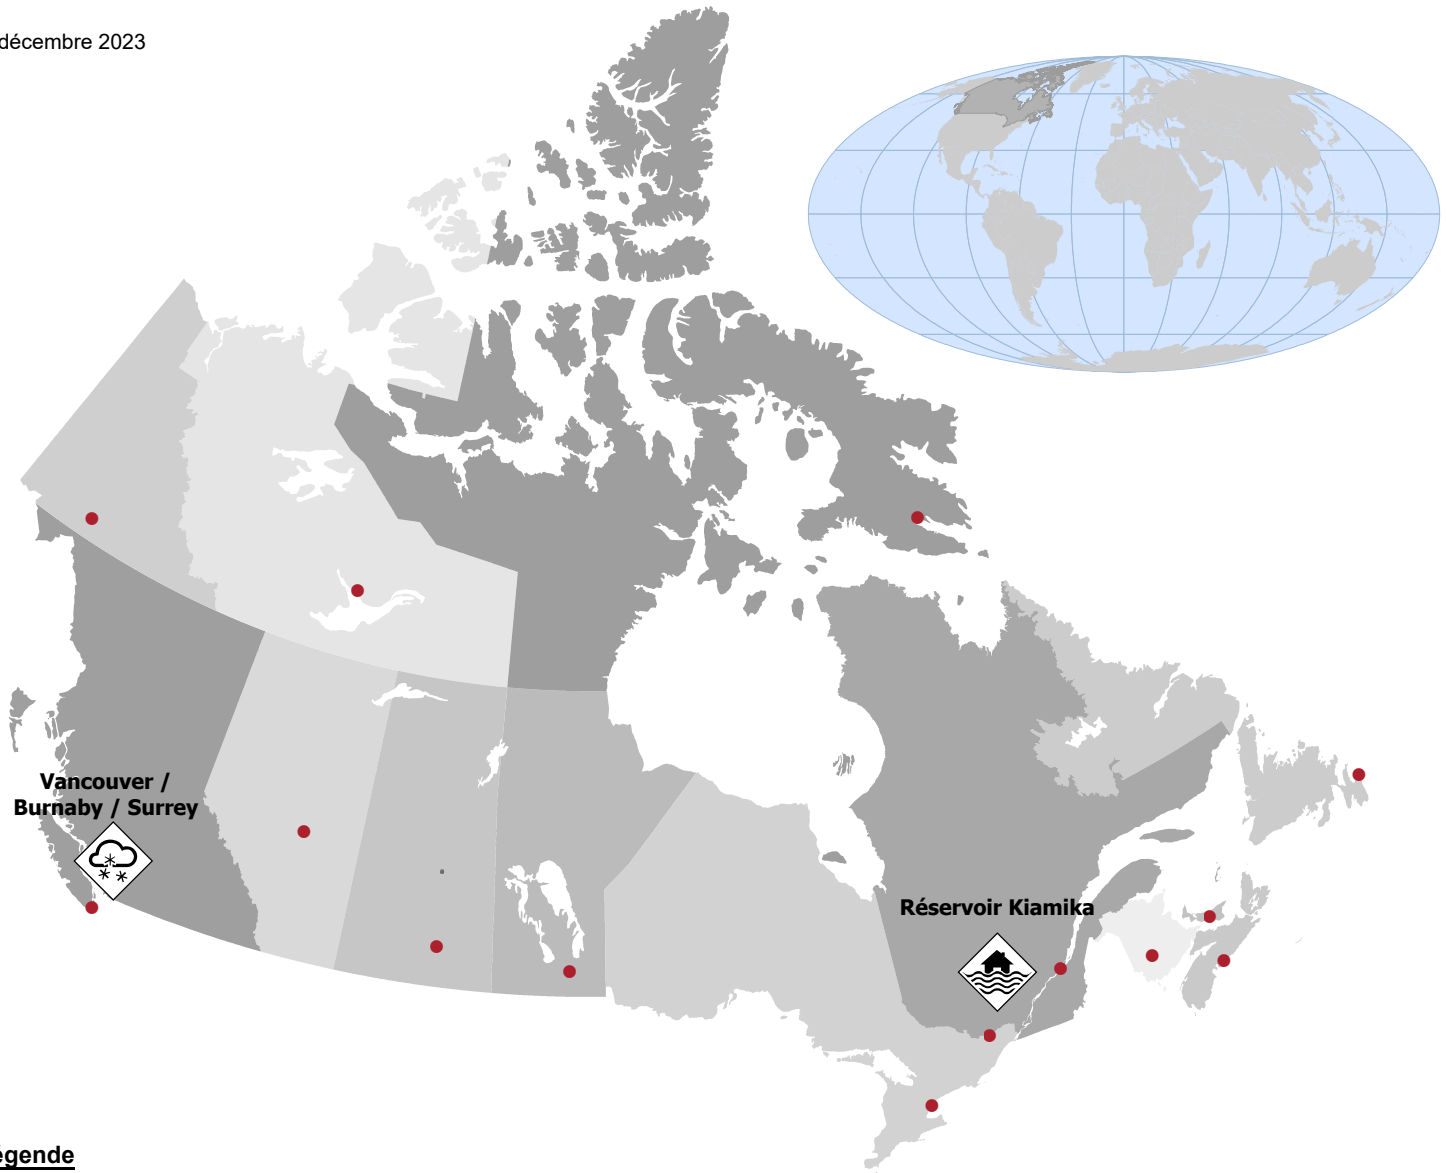 décembre 2023
Vancouver /
Burnaby / Surrey
Réservoir Kiamika
égende